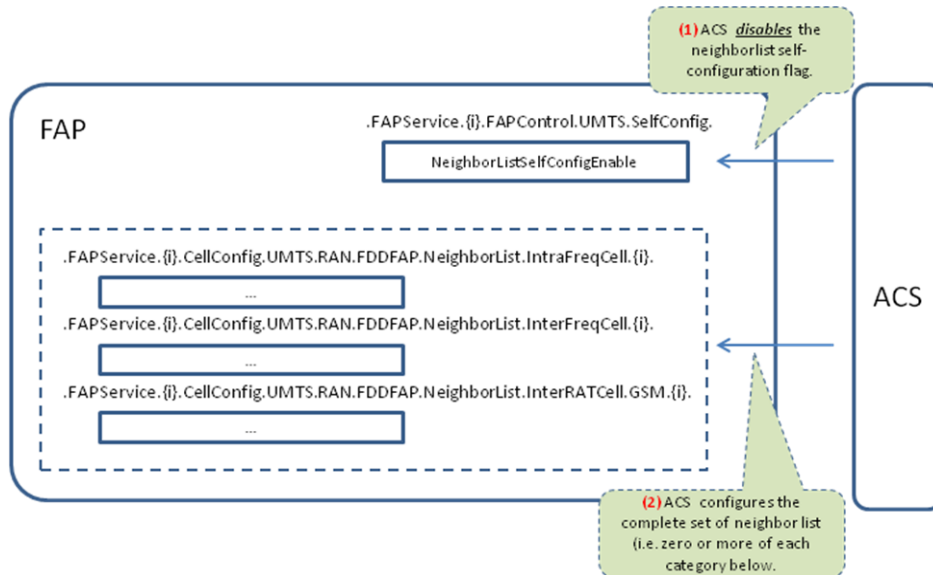 (1) ACS disables the
neighborlist self-
configuration flag.
FAP
.FAPService.{i}.FAPControl.UMTS.SelfConfig.
NeighborListSelfConfigEnable
.FAPService.{i}.CellConfig.UMTS.RAN.FDDFAP.NeighborList.IntraFreqCell.{i}.
...
.FAPService.{i}.CellConfig.UMTS.RAN.FDDFAP.NeighborList.InterFreqCell.{i}.
...
.FAPService.{i}.CellConfig.UMTS.RAN.FDDFAP.NeighborList.InterRATCell.GSM.{i}.
...
ACS
(2) ACS configures the
complete set of neighbor list
(i.e. zero or more of each
category below.